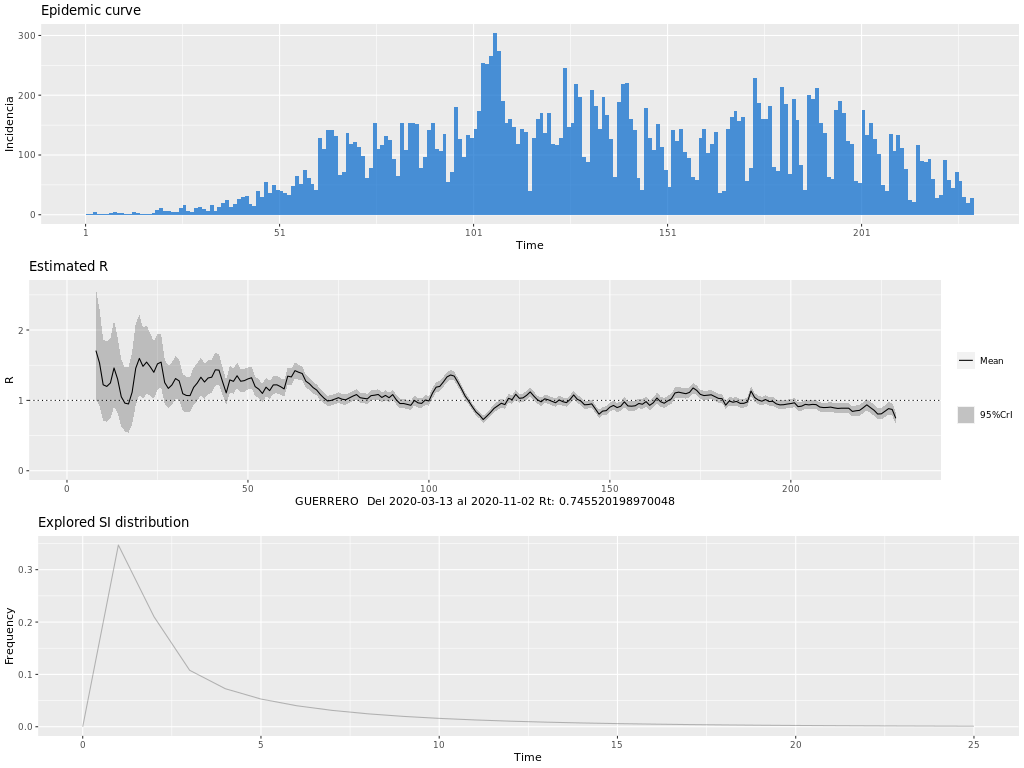 Epidemic curve
300
200
100
0
Incidencia
1 51 101 151 201
Time
Estimated R
2
1
0
R
0 50 100 150 200
GUERRERO Del 2020-03-13 al 2020-11-02 Rt: 0.745520198970048
Mean
95%CrI
Explored SI distribution
0.3
0.2
0.1
0.0
Frequency
0 5 10 15 20 25
Time